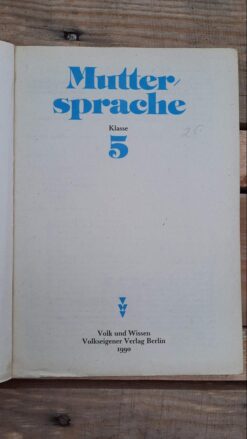 Mutter-
sprache
Klasse
5
Volk und Wissen
Volkseigener Verlag Berlin
1990